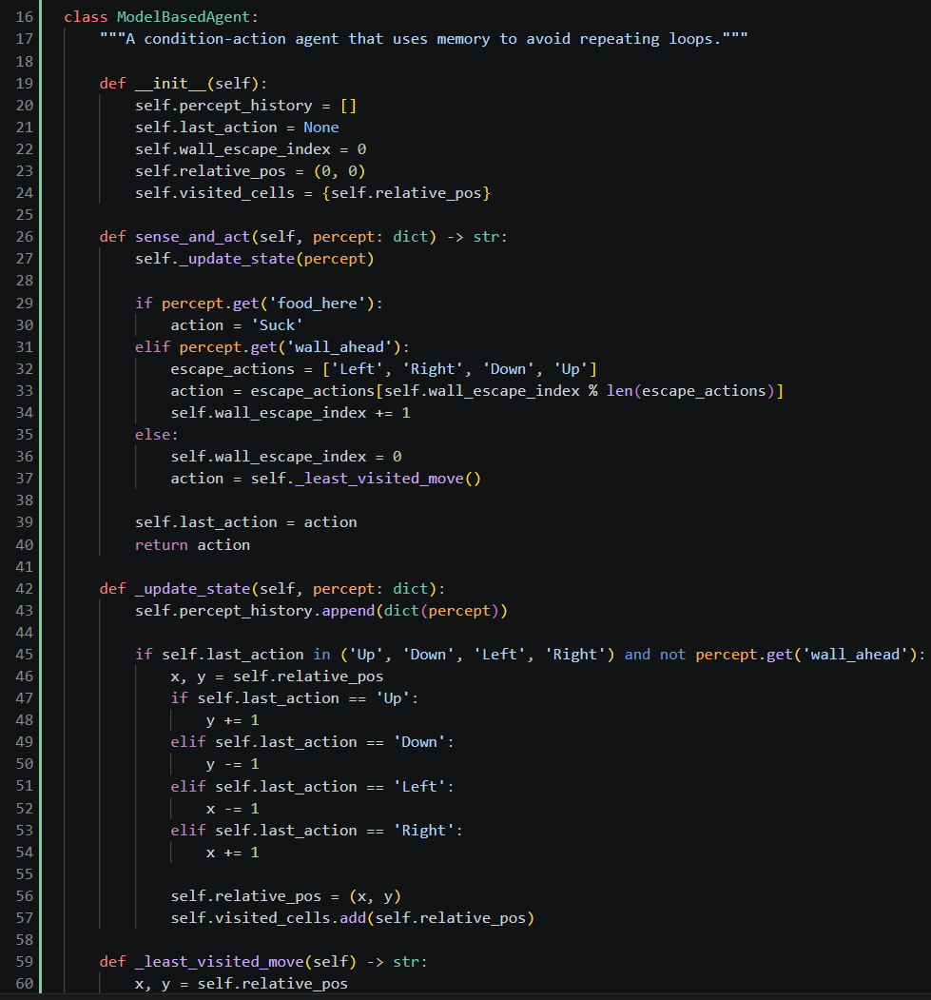 16 class ModelBasedAgent:
17     """A condition-action agent that uses memory to avoid repeating loops."""
18
19     def __init__(self):
20         self.percept_history = []
21         self.last_action = None
22         self.wall_escape_index = 0
23         self.relative_pos = (0, 0)
24         self.visited_cells = {self.relative_pos}
25
26     def sense_and_act(self, percept: dict) -> str:
27         self._update_state(percept)
28
29         if percept.get('food_here'):
30             action = 'Suck'
31         elif percept.get('wall_ahead'):
32             escape_actions = ['Left', 'Right', 'Down', 'Up']
33             action = escape_actions[self.wall_escape_index % len(escape_actions)]
34             self.wall_escape_index += 1
35         else:
36             self.wall_escape_index = 0
37             action = self._least_visited_move()
38
39         self.last_action = action
40         return action
41
42     def _update_state(self, percept: dict):
43         self.percept_history.append(dict(percept))
44
45         if self.last_action in ('Up', 'Down', 'Left', 'Right') and not percept.get('wall_ahead'):
46             x, y = self.relative_pos
47             if self.last_action == 'Up':
48                 y += 1
49             elif self.last_action == 'Down':
50                 y -= 1
51             elif self.last_action == 'Left':
52                 x -= 1
53             elif self.last_action == 'Right':
54                 x += 1
55
56             self.relative_pos = (x, y)
57             self.visited_cells.add(self.relative_pos)
58
59     def _least_visited_move(self) -> str:
60         x, y = self.relative_pos